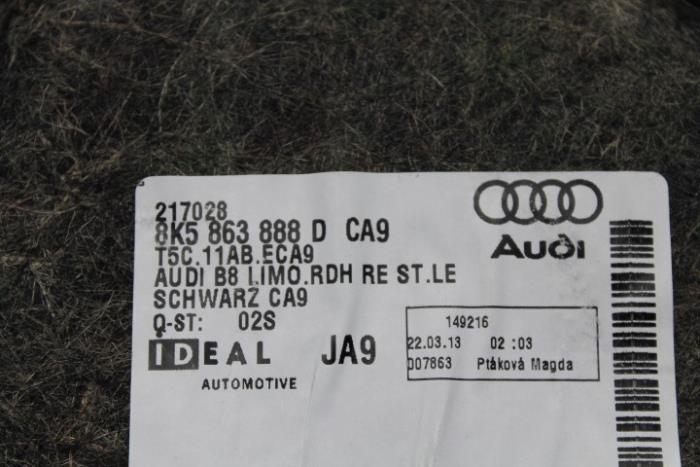 217028
8K5 863 888 D CA9
T5C.11AB.ECA9
AUDI B8 LIMO.RDH RE ST.LE
SCHWARZ CA9
Q-ST: 02S
IDEAL JA9
AUTOMOTIVE
Audi
149216
22.03.13 02:03
007863 Ptáková Magda